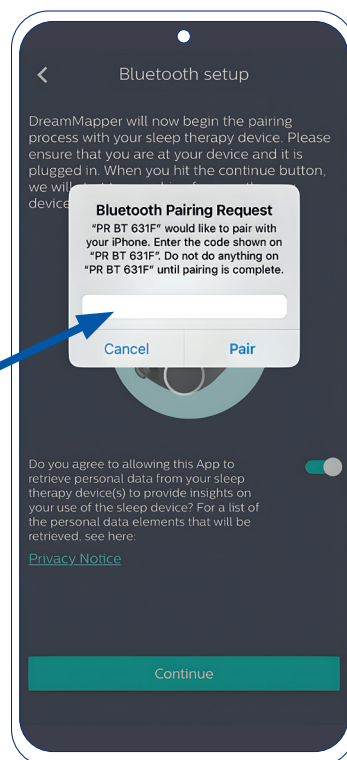 Bluetooth setup
DreamMapper will now begin the pairing
process with your sleep therapy device. Please
ensure that you are at your device and it is
plugged in. When you hit the continue button,
we will
device
Bluetooth Pairing Request
“PR BT 631F” would like to pair with
your iPhone. Enter the code shown on
“PR BT 631F”. Do not do anything on
“PR BT 631F” until pairing is complete.
Cancel Pair
Do you agree to allowing this App to
retrieve personal data from your sleep
therapy device(s) to provide insights on
your use of the sleep device? For a list of
the personal data elements that will be
retrieved, see here:
Privacy Notice
Continue